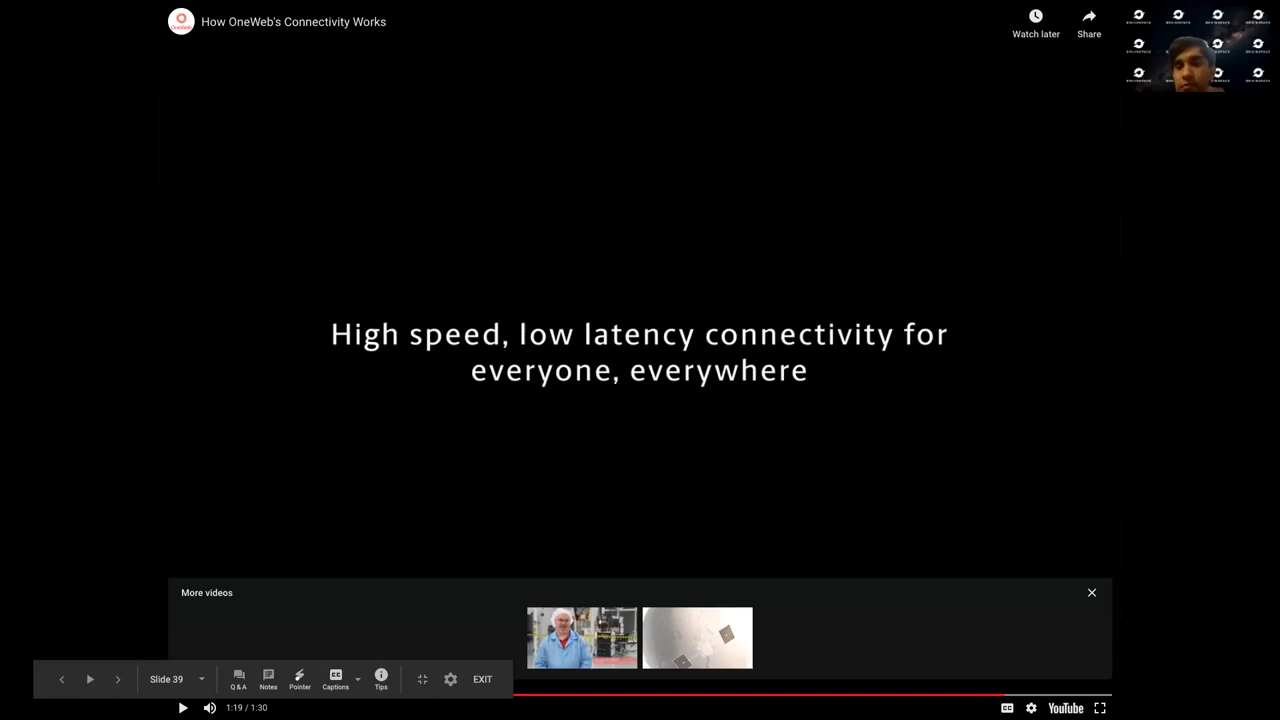 How OneWeb's Connectivity Works
Watch later
Share
High speed, low latency connectivity for
everyone, everywhere
More videos
Slide 39
Q & A
Notes
Pointer
Captions
Tips
EXIT
1:19 / 1:30
CC
YouTube